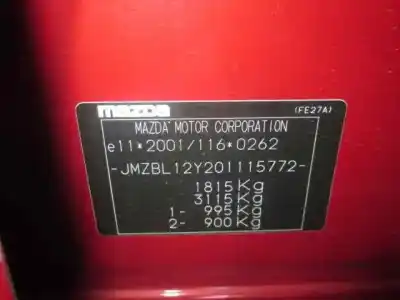 mazda (FE27A)
MAZDA MOTOR CORPORATION
e11*2001/116*0262
-JMZBL12Y201115772-
1815Kg
3115Kg
1- 995Kg
2- 900Kg